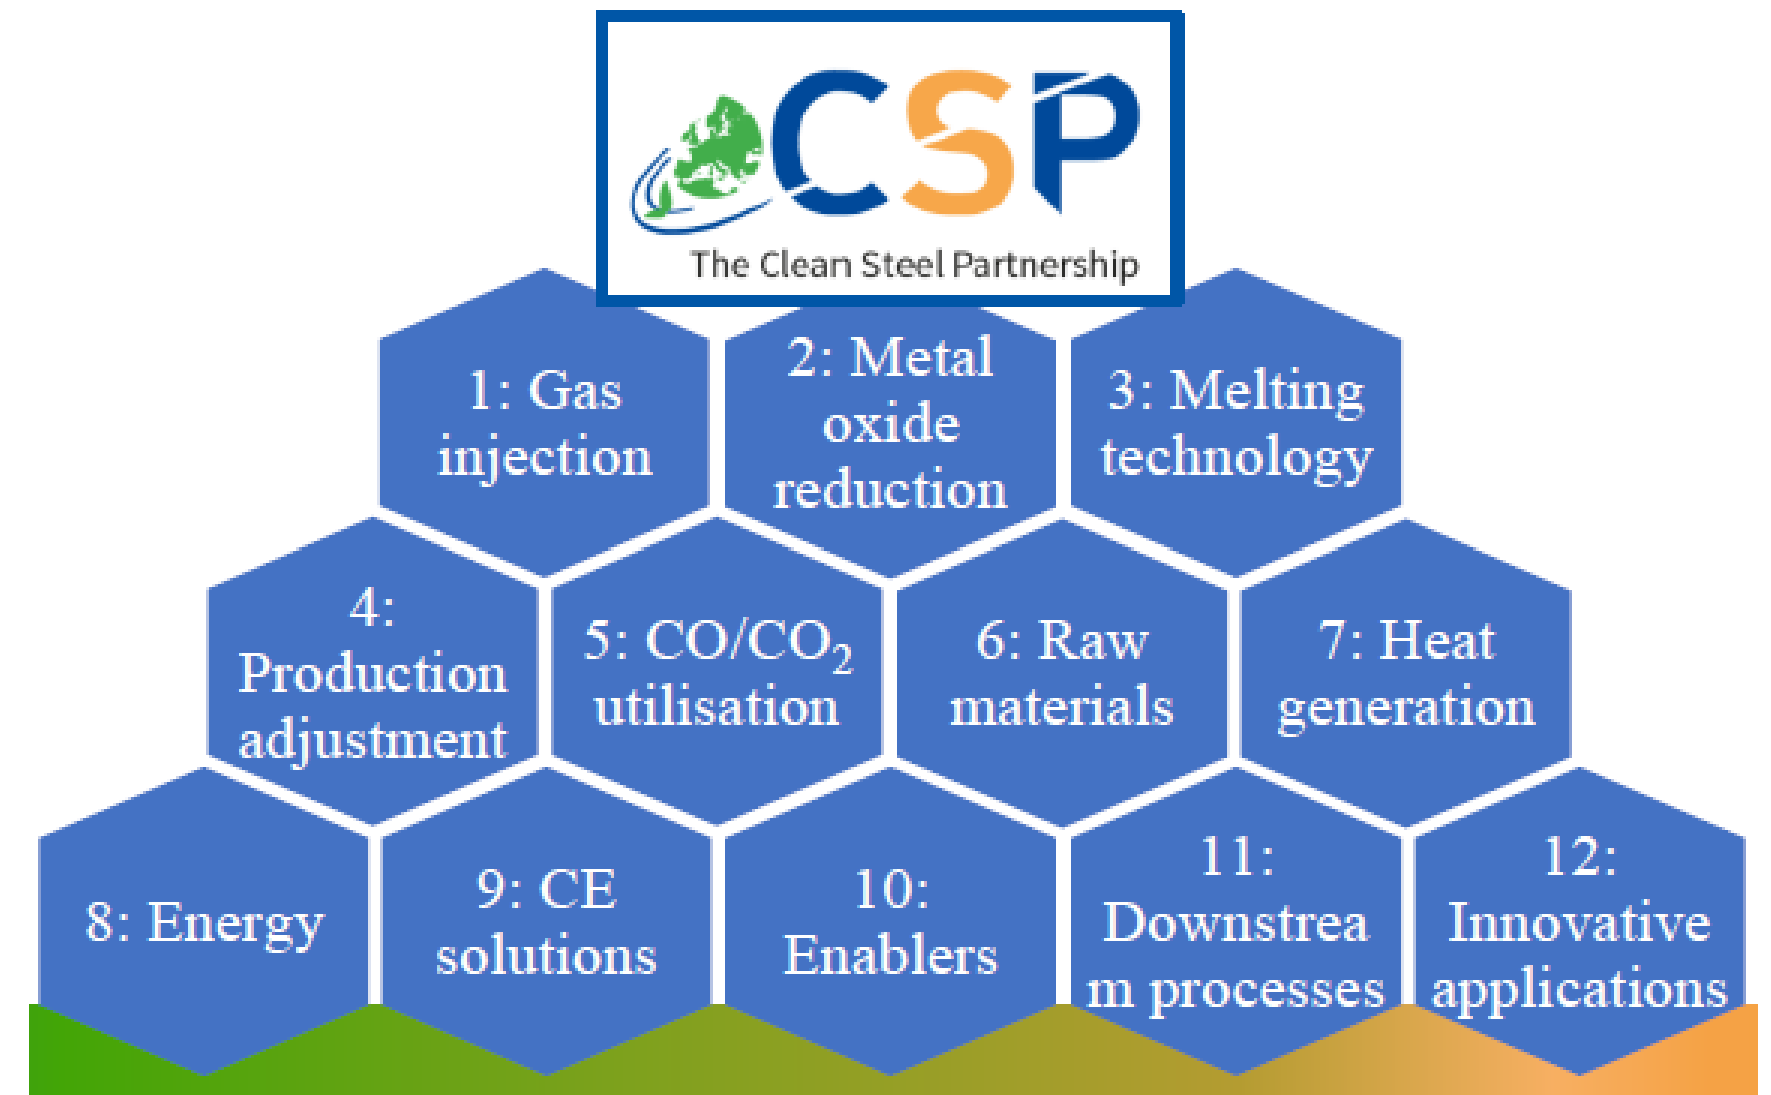 CSP
The Clean Steel Partnership
1: Gas
injection
2: Metal
oxide
reduction
3: Melting
technology
4:
Production
adjustment
5: CO/CO₂
utilisation
6: Raw
materials
7: Heat
generation
8: Energy
9: CE
solutions
10:
Enablers
11:
Downstrea
m processes
12:
Innovative
applications